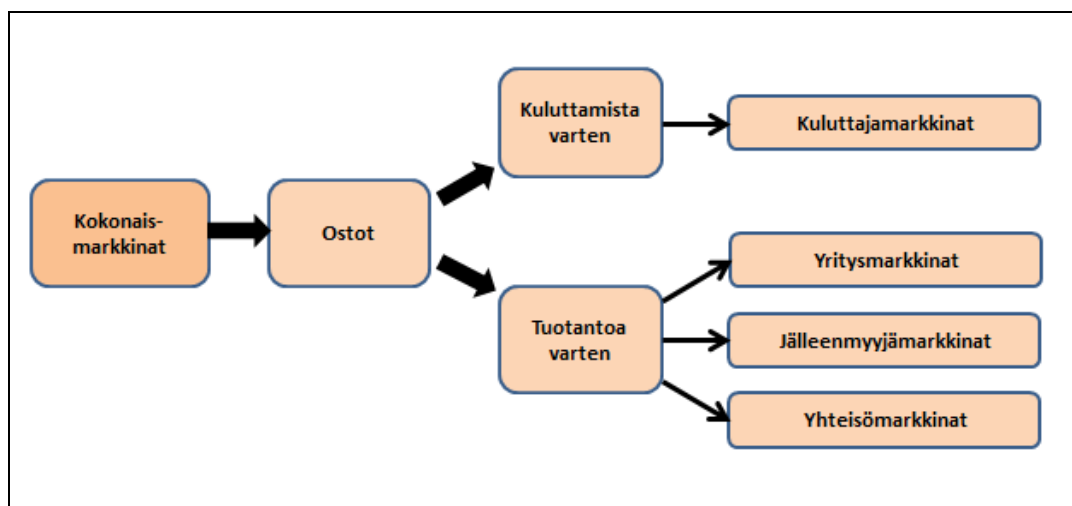 Kokonais-
markkinat
Ostot
Kuluttamista
varten
Kuluttajamarkkinat
Tuotantoa
varten
Yritysmarkkinat
Jälleenmyyjämarkkinat
Yhteisömarkkinat